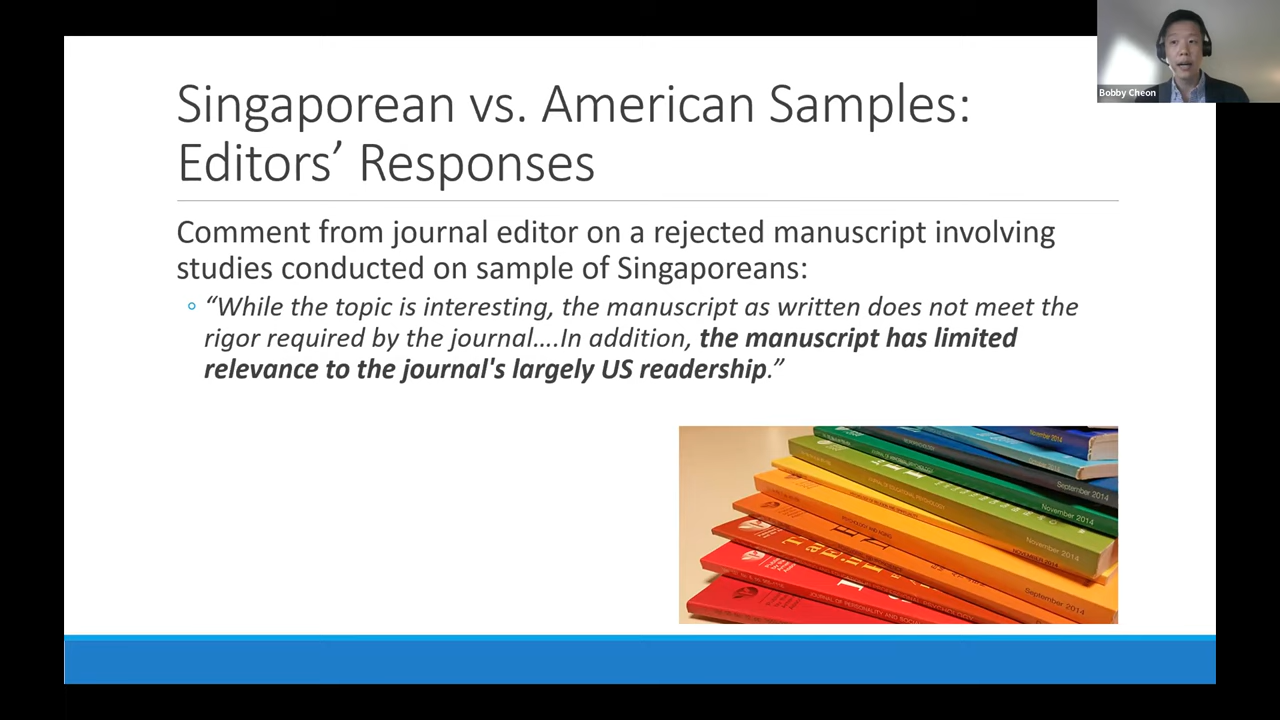 Singaporean vs. American Samples:
Editors’ Responses
Bobby Cheon
Comment from journal editor on a rejected manuscript involving
studies conducted on sample of Singaporeans:
“While the topic is interesting, the manuscript as written does not meet the
rigor required by the journal….In addition, the manuscript has limited
relevance to the journal's largely US readership.”
November 2014
September 2014
November 2014
November 2014
September 2014